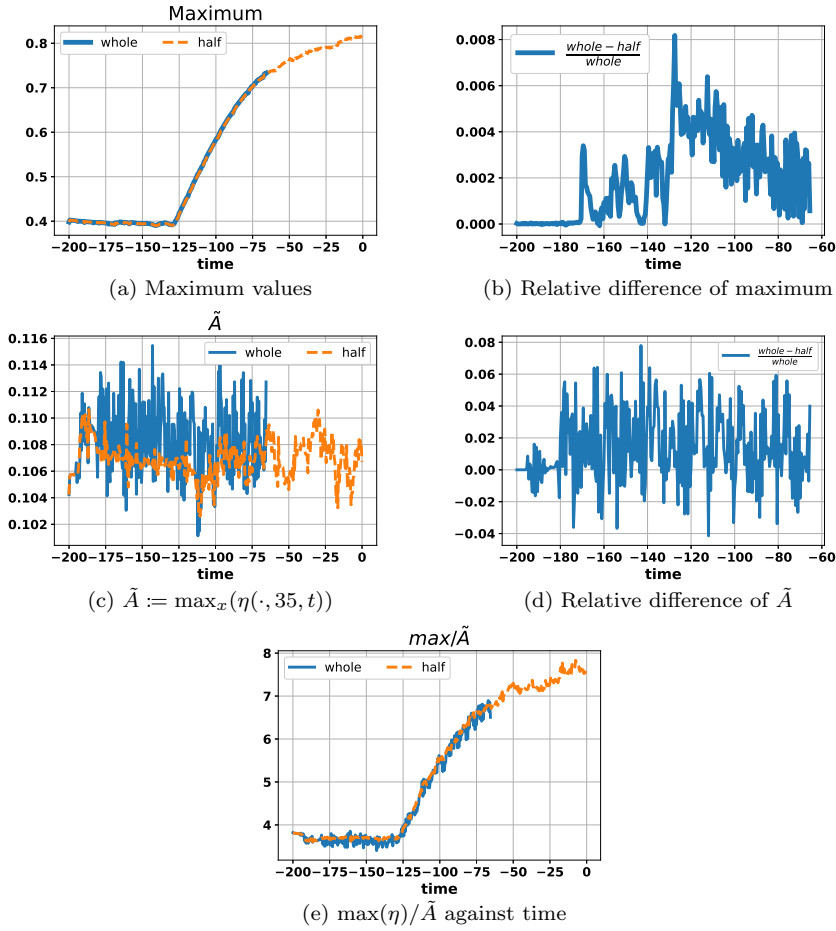 Maximum
whole half
0.8
0.7
0.6
0.5
0.4
−200 −175 −150 −125 −100 −75 −50 −25 0
time
(a) Maximum values
whole − half
whole
0.008
0.006
0.004
0.002
0.000
−200 −180 −160 −140 −120 −100 −80 −60
time
(b) Relative difference of maximum
Ã
whole half
0.116
0.114
0.112
0.110
0.108
0.106
0.104
0.102
−200 −175 −150 −125 −100 −75 −50 −25 0
time
(c) Ã := maxₓ(η(·, 35, t))
whole − half
whole
0.08
0.06
0.04
0.02
0.00
−0.02
−0.04
−200 −180 −160 −140 −120 −100 −80 −60
time
(d) Relative difference of Ã
max/Ã
whole half
8
7
6
5
4
−200 −175 −150 −125 −100 −75 −50 −25 0
time
(e) max(η)/Ã against time